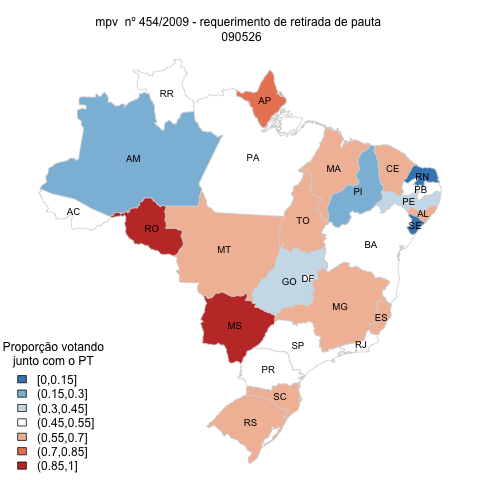 mpv nº 454/2009 - requerimento de retirada de pauta
090526
RR
AP
AM
PA
MA
CE
RN
PB
PI
PE
AL
SE
AC
RO
TO
MT
BA
GO
DF
MG
ES
MS
SP
RJ
PR
SC
RS
Proporção votando
junto com o PT
[0,0.15]
(0.15,0.3]
(0.3,0.45]
(0.45,0.55]
(0.55,0.7]
(0.7,0.85]
(0.85,1]